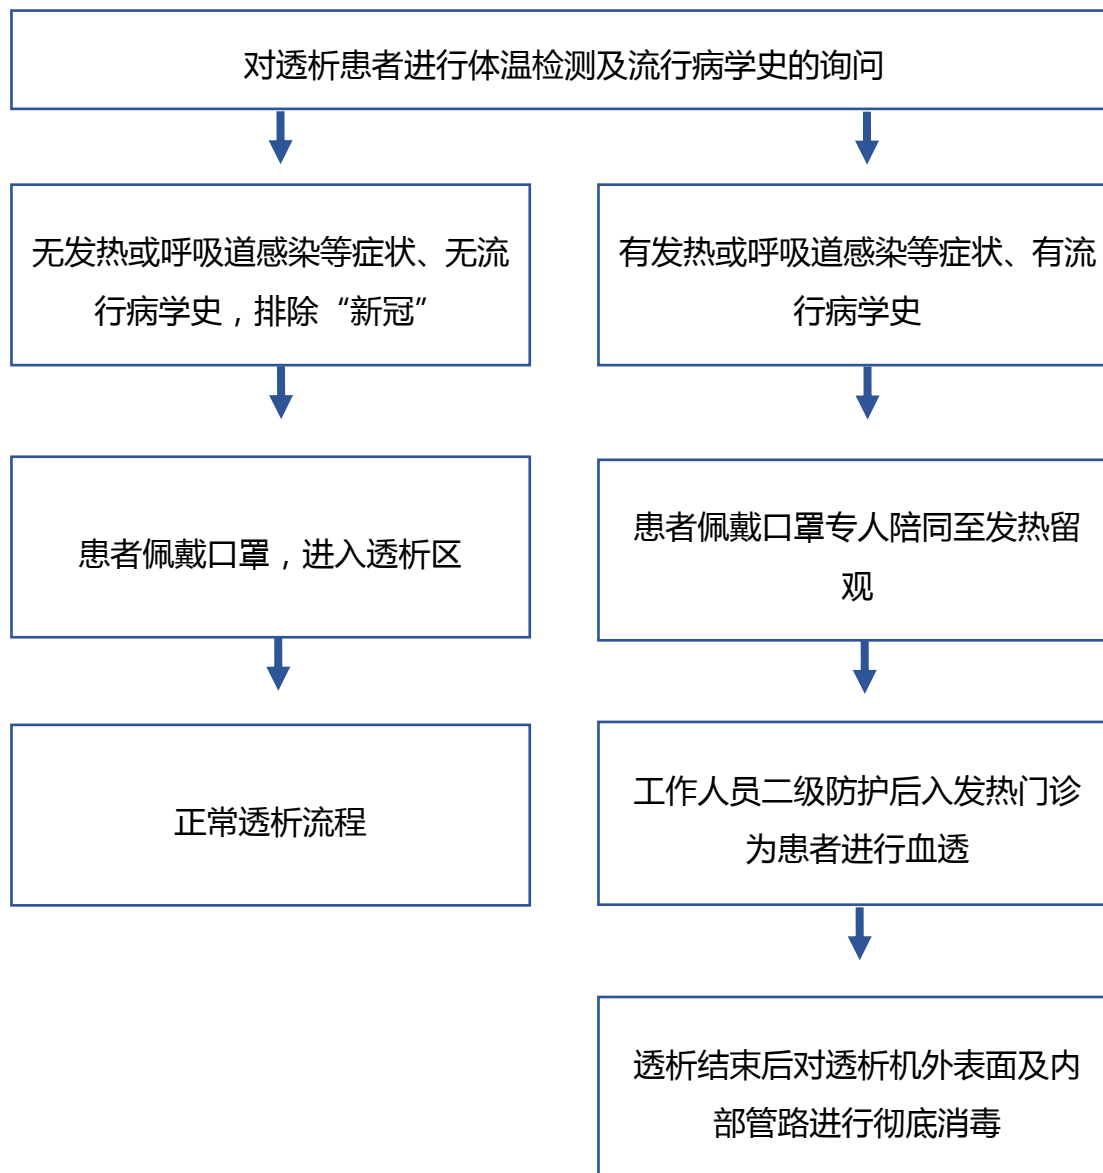 对透析患者进行体温检测及流行病学史的询问
无发热或呼吸道感染等症状、无流
行病学史，排除“新冠”
有发热或呼吸道感染等症状、有流
行病学史
患者佩戴口罩，进入透析区
患者佩戴口罩专人陪同至发热留
观
正常透析流程
工作人员二级防护后入发热门诊
为患者进行血透
透析结束后对透析机外表面及内
部管路进行彻底消毒